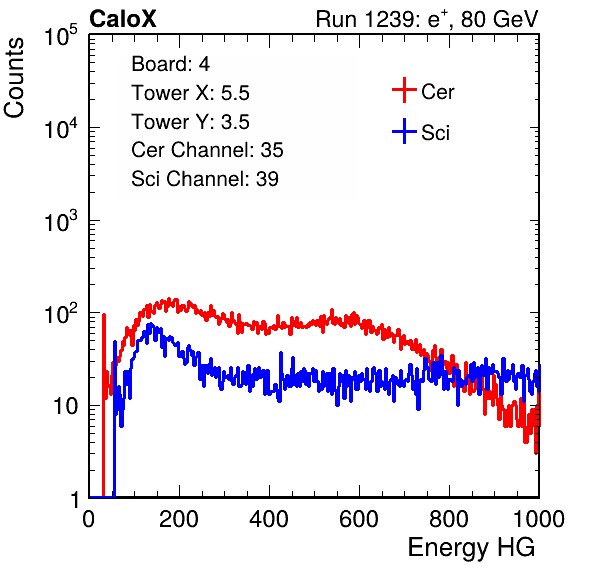 CaloX Run 1239: e⁺, 80 GeV
Board: 4
Tower X: 5.5
Tower Y: 3.5
Cer Channel: 35
Sci Channel: 39
Cer
Sci
Counts
10⁵
10⁴
10³
10²
10
1
0 200 400 600 800 1000
Energy HG